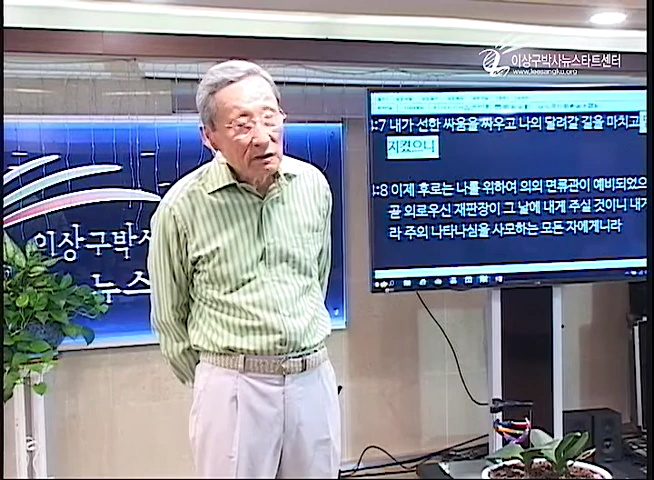 이상구박사뉴스타트센터
www.leesangku.org
:7 내가 선한 싸움을 싸우고 나의 달려갈 길을 마치고
지켰으니
:8 이제 후로는 나를 위하여 의의 면류관이 예비되었으
곧 의로우신 재판장이 그 날에 내게 주실 것이니 내게
라 주의 나타나심을 사모하는 모든 자에게니라
이상구박사
뉴스